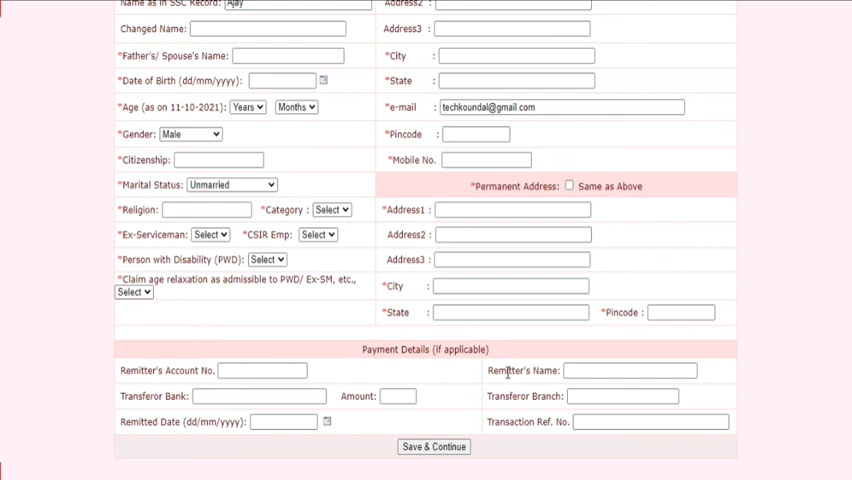 Name as in SSC Record: Ajay
Address2 :
Changed Name:
Address3 :
*Father's/ Spouse's Name:
*City :
*Date of Birth (dd/mm/yyyy):
*State :
*Age (as on 11-10-2021): Years Months
*e-mail : techkoundal@gmail.com
*Gender: Male
*Pincode :
*Citizenship:
*Mobile No.
*Marital Status: Unmarried
*Permanent Address: Same as Above
*Religion: *Category : Select
*Address1 :
*Ex-Serviceman: Select *CSIR Emp: Select
Address2 :
*Person with Disability (PWD): Select
Address3 :
*Claim age relaxation as admissible to PWD/ Ex-SM, etc.,
Select
*City :
*State : *Pincode :
Payment Details (if applicable)
Remitter's Account No.
Remitter's Name:
Transferor Bank: Amount:
Transferor Branch:
Remitted Date (dd/mm/yyyy):
Transaction Ref. No.
Save & Continue